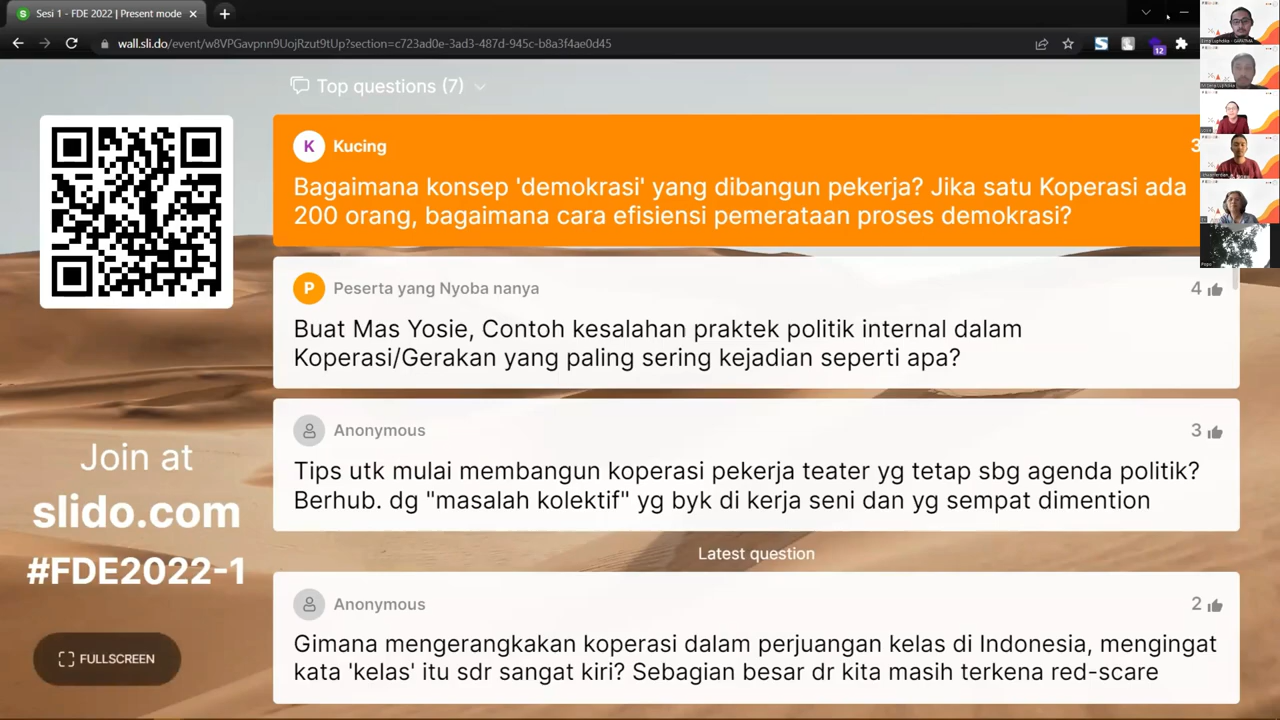 Sesi 1 - FDE 2022 | Present mode
wall.sli.do/event/w8VPGavpnn9UojRzut9tUp?section=c723ad0e-3ad3-487d-945c-b8a3f4ae0d45
12
Top questions (7)
K
Kucing
3
Bagaimana konsep 'demokrasi' yang dibangun pekerja? Jika satu Koperasi ada
200 orang, bagaimana cara efisiensi pemerataan proses demokrasi?
P
Peserta yang Nyoba nanya
4
Buat Mas Yosie, Contoh kesalahan praktek politik internal dalam
Koperasi/Gerakan yang paling sering kejadian seperti apa?
Anonymous
3
Tips utk mulai membangun koperasi pekerja teater yg tetap sbg agenda politik?
Berhub. dg "masalah kolektif" yg byk di kerja seni dan yg sempat dimention
Latest question
Anonymous
2
Gimana mengerangkakan koperasi dalam perjuangan kelas di Indonesia, mengingat
kata 'kelas' itu sdr sangat kiri? Sebagian besar dr kita masih terkena red-scare
Join at
slido.com
#FDE2022-1
FULLSCREEN